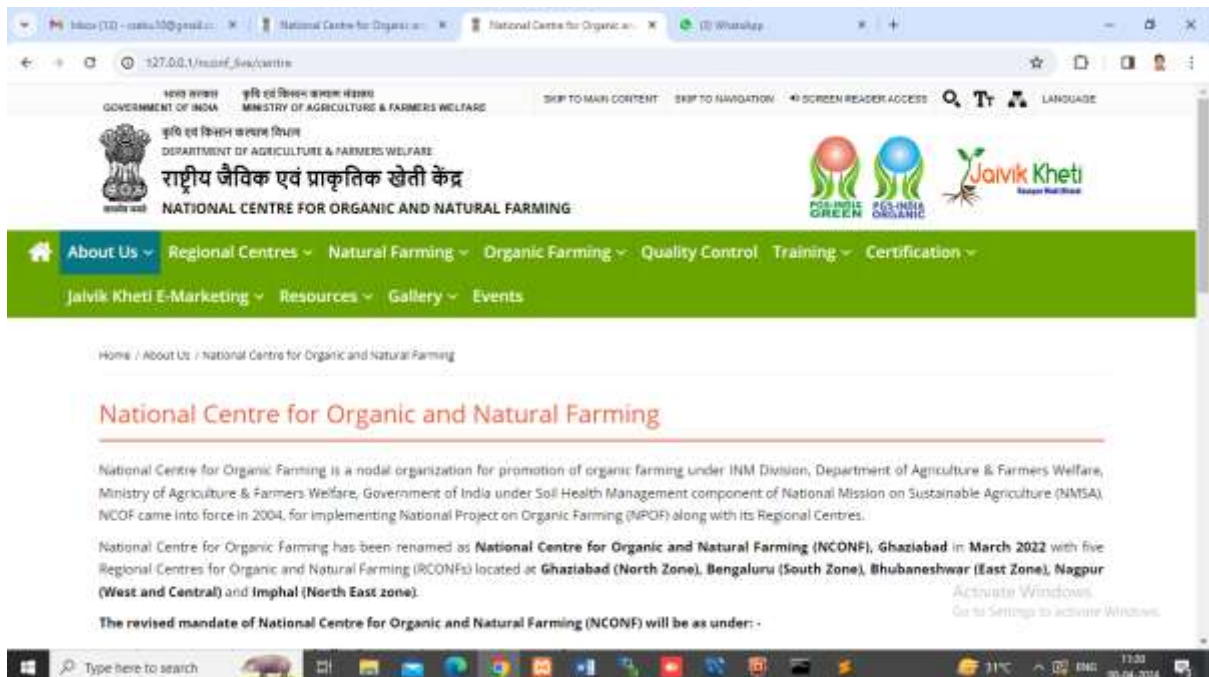 National Centre for Organic an
National Centre for Organic an
WhatsApp
भारत सरकार
GOVERNMENT OF INDIA
कृषि एवं किसान कल्याण मंत्रालय
MINISTRY OF AGRICULTURE & FARMERS WELFARE
SKIP TO MAIN CONTENT SKIP TO NAVIGATION SCREEN READER ACCESS LANGUAGE
कृषि एवं किसान कल्याण विभाग
DEPARTMENT OF AGRICULTURE & FARMERS WELFARE
राष्ट्रीय जैविक एवं प्राकृतिक खेती केंद्र
NATIONAL CENTRE FOR ORGANIC AND NATURAL FARMING
PGS-INDIA
GREEN
PGS-INDIA
ORGANIC
Jaivik Kheti
About Us Regional Centres Natural Farming Organic Farming Quality Control Training Certification
Jaivik Kheti E-Marketing Resources Gallery Events
Home / About Us / National Centre for Organic and Natural Farming
National Centre for Organic and Natural Farming
National Centre for Organic Farming is a nodal organization for promotion of organic farming under INM Division, Department of Agriculture & Farmers Welfare,
Ministry of Agriculture & Farmers Welfare, Government of India under Soil Health Management component of National Mission on Sustainable Agriculture (NMSA).
NCOF came into force in 2004, for implementing National Project on Organic Farming (NPOF) along with its Regional Centres.
National Centre for Organic Farming has been renamed as National Centre for Organic and Natural Farming (NCONF), Ghaziabad in March 2022 with five
Regional Centres for Organic and Natural Farming (RCONFs) located at Ghaziabad (North Zone), Bengaluru (South Zone), Bhubaneshwar (East Zone), Nagpur
(West and Central) and Imphal (North East zone).
Activate Windows
Go to Settings to activate Windows.
The revised mandate of National Centre for Organic and Natural Farming (NCONF) will be as under: -
Type here to search
31°C
ENG
11:20